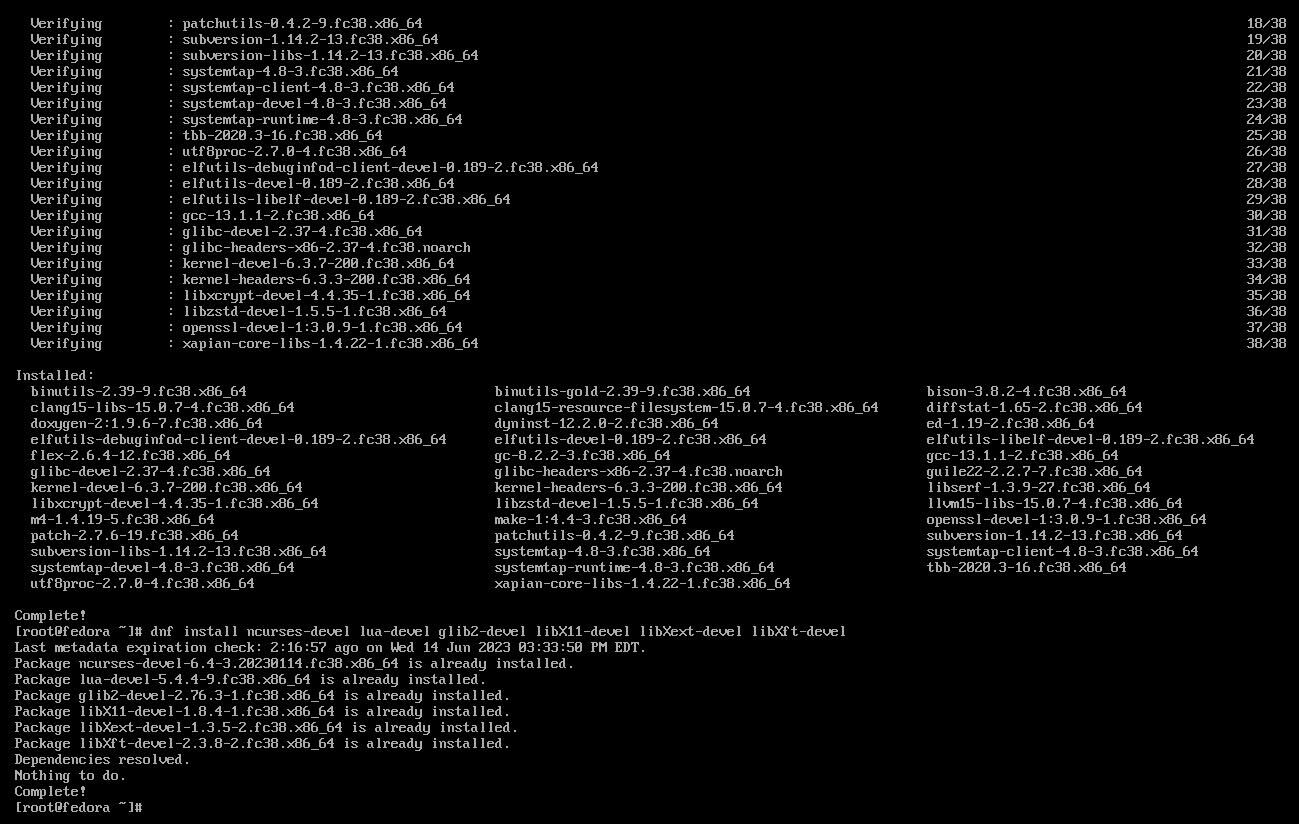 Verifying : patchutils-0.4.2-9.fc38.x86_64 18/38
Verifying : subversion-1.14.2-13.fc38.x86_64 19/38
Verifying : subversion-libs-1.14.2-13.fc38.x86_64 20/38
Verifying : systemtap-4.8-3.fc38.x86_64 21/38
Verifying : systemtap-client-4.8-3.fc38.x86_64 22/38
Verifying : systemtap-devel-4.8-3.fc38.x86_64 23/38
Verifying : systemtap-runtime-4.8-3.fc38.x86_64 24/38
Verifying : tbb-2020.3-16.fc38.x86_64 25/38
Verifying : utf8proc-2.7.0-4.fc38.x86_64 26/38
Verifying : elfutils-debuginfod-client-devel-0.189-2.fc38.x86_64 27/38
Verifying : elfutils-devel-0.189-2.fc38.x86_64 28/38
Verifying : elfutils-libelf-devel-0.189-2.fc38.x86_64 29/38
Verifying : gcc-13.1.1-2.fc38.x86_64 30/38
Verifying : glibc-devel-2.37-4.fc38.x86_64 31/38
Verifying : glibc-headers-x86-2.37-4.fc38.noarch 32/38
Verifying : kernel-devel-6.3.7-200.fc38.x86_64 33/38
Verifying : kernel-headers-6.3.3-200.fc38.x86_64 34/38
Verifying : libxcrypt-devel-4.4.35-1.fc38.x86_64 35/38
Verifying : libzstd-devel-1.5.5-1.fc38.x86_64 36/38
Verifying : openssl-devel-1:3.0.9-1.fc38.x86_64 37/38
Verifying : xapian-core-libs-1.4.22-1.fc38.x86_64 38/38
Installed:
binutils-2.39-9.fc38.x86_64 binutils-gold-2.39-9.fc38.x86_64 bison-3.8.2-4.fc38.x86_64
clang15-libs-15.0.7-4.fc38.x86_64 clang15-resource-filesystem-15.0.7-4.fc38.x86_64 diffstat-1.65-2.fc38.x86_64
doxygen-2:1.9.6-7.fc38.x86_64 dyninst-12.2.0-2.fc38.x86_64 ed-1.19-2.fc38.x86_64
elfutils-debuginfod-client-devel-0.189-2.fc38.x86_64 elfutils-devel-0.189-2.fc38.x86_64 elfutils-libelf-devel-0.189-2.fc38.x86_64
flex-2.6.4-12.fc38.x86_64 gc-8.2.2-3.fc38.x86_64 gcc-13.1.1-2.fc38.x86_64
glibc-devel-2.37-4.fc38.x86_64 glibc-headers-x86-2.37-4.fc38.noarch guile22-2.2.7-7.fc38.x86_64
kernel-devel-6.3.7-200.fc38.x86_64 kernel-headers-6.3.3-200.fc38.x86_64 libserf-1.3.9-27.fc38.x86_64
libxcrypt-devel-4.4.35-1.fc38.x86_64 libzstd-devel-1.5.5-1.fc38.x86_64 llvm15-libs-15.0.7-4.fc38.x86_64
m4-1.4.19-5.fc38.x86_64 make-1:4.4-3.fc38.x86_64 openssl-devel-1:3.0.9-1.fc38.x86_64
patch-2.7.6-19.fc38.x86_64 patchutils-0.4.2-9.fc38.x86_64 subversion-1.14.2-13.fc38.x86_64
subversion-libs-1.14.2-13.fc38.x86_64 systemtap-4.8-3.fc38.x86_64 systemtap-client-4.8-3.fc38.x86_64
systemtap-devel-4.8-3.fc38.x86_64 systemtap-runtime-4.8-3.fc38.x86_64 tbb-2020.3-16.fc38.x86_64
utf8proc-2.7.0-4.fc38.x86_64 xapian-core-libs-1.4.22-1.fc38.x86_64
Complete!
[root@fedora ~]# dnf install ncurses-devel lua-devel glib2-devel libX11-devel libXext-devel libXft-devel
Last metadata expiration check: 2:16:57 ago on Wed 14 Jun 2023 03:33:50 PM EDT.
Package ncurses-devel-6.4-3.20230114.fc38.x86_64 is already installed.
Package lua-devel-5.4.4-9.fc38.x86_64 is already installed.
Package glib2-devel-2.76.3-1.fc38.x86_64 is already installed.
Package libX11-devel-1.8.4-1.fc38.x86_64 is already installed.
Package libXext-devel-1.3.5-2.fc38.x86_64 is already installed.
Package libXft-devel-2.3.8-2.fc38.x86_64 is already installed.
Dependencies resolved.
Nothing to do.
Complete!
[root@fedora ~]#